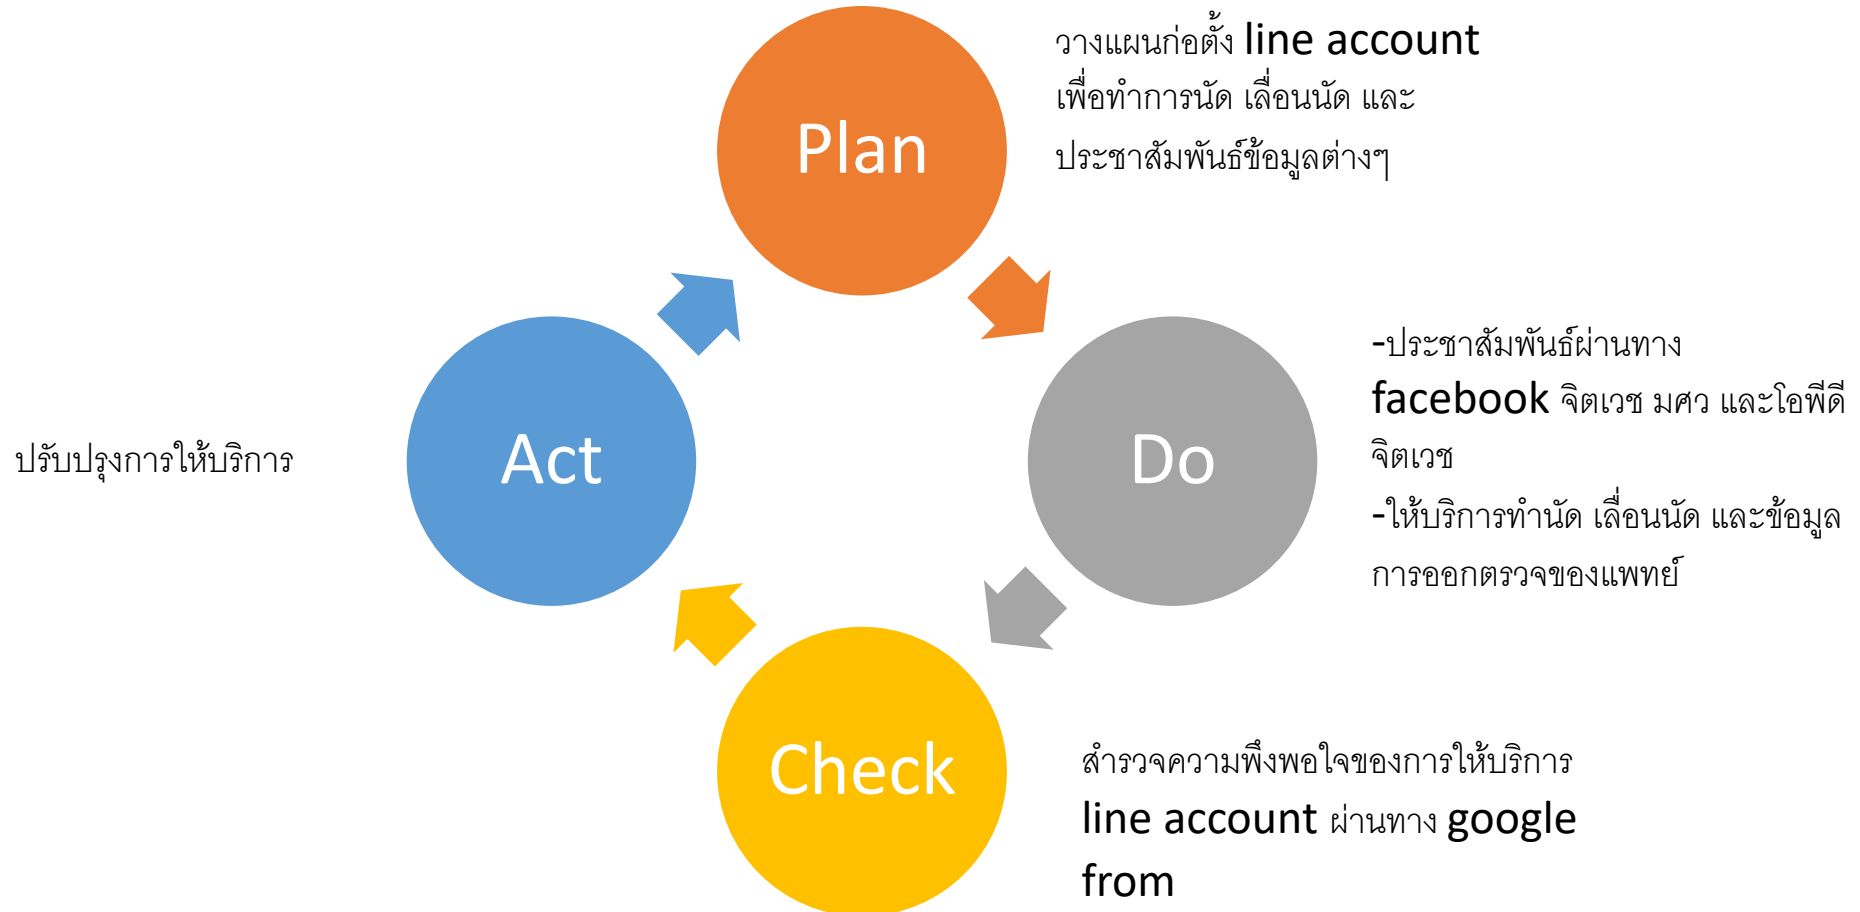 Plan
วางแผนก่อตั้ง line account
เพื่อทำการนัด เลื่อนนัด และ
ประชาสัมพันธ์ข้อมูลต่างๆ
Do
-ประชาสัมพันธ์ผ่านทาง
facebook จิตเวช มศว และโอพีดี
จิตเวช
-ให้บริการทำนัด เลื่อนนัด และข้อมูล
การออกตรวจของแพทย์
Check
สำรวจความพึงพอใจของการให้บริการ
line account ผ่านทาง google
from
Act
ปรับปรุงการให้บริการ